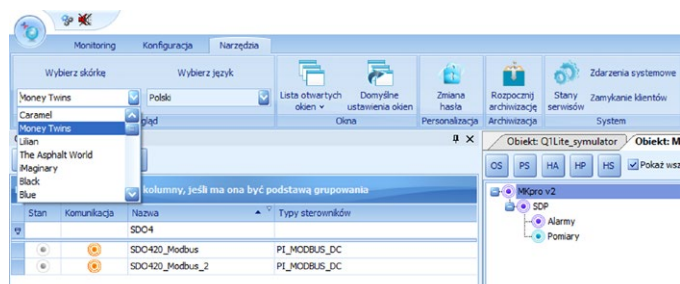 Monitoring Konfiguracja Narzędzia
Wybierz skórkę Wybierz język
Money Twins Polski
Lista otwartych okien Domyślne ustawienia okien Zmiana hasła Rozpocznij archiwizację Stany serwisów Zdarzenia systemowe
Zamykanie klientów
gląd Okna Personalizacja Archiwizacja System
Caramel
Money Twins
Lilian
The Asphalt World
iMaginary
Black
Blue
Obiekt: Q1Lite_symulator Obiekt: M
OS PS HA HP HS Pokaż wsz
kolumny, jeśli ma ona być podstawą grupowania
Stan Komunikacja Nazwa Typy sterowników
SDO4
SDO420_Modbus PI_MODBUS_DC
SDO420_Modbus_2 PI_MODBUS_DC
MKpro v2
SDP
Alarmy
Pomiary